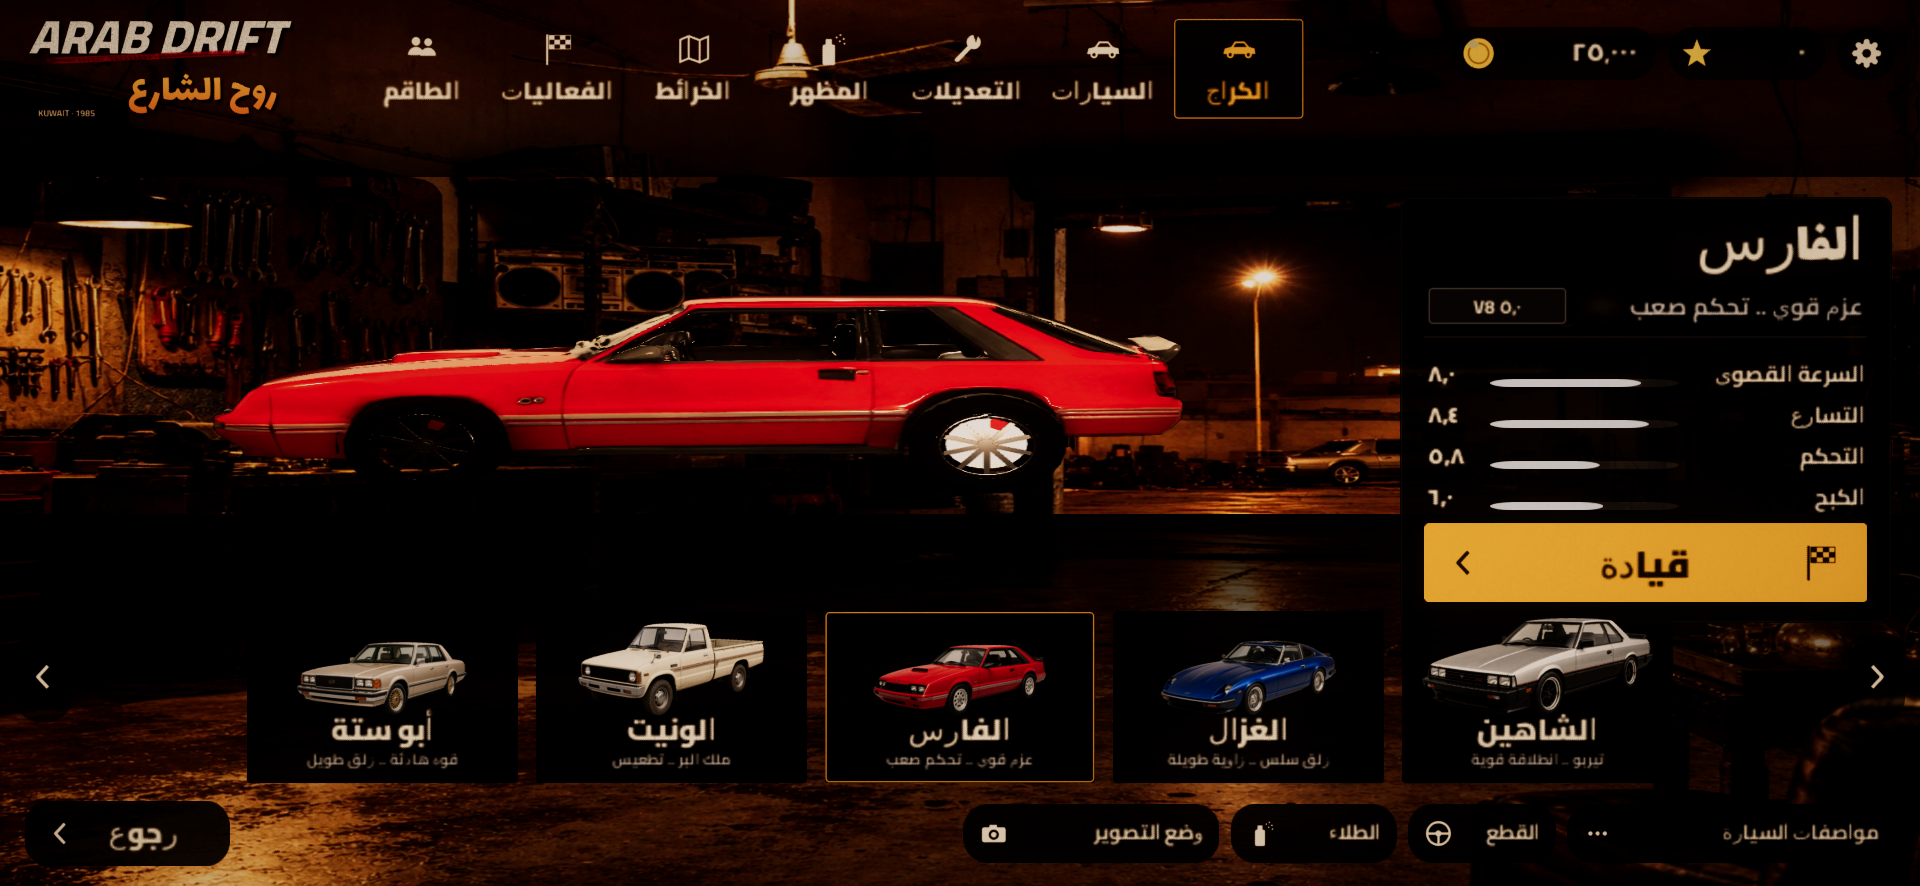 ARAB DRIFT
روح الشارع
KUWAIT · 1985
الكراج
السيارات
التعديلات
المظهر
الخرائط
الفعاليات
الطاقم
٢٥,٠٠٠
٠
الفارس
عزم قوي .. تحكم صعب
V8 ٥,٠
السرعة القصوى ٨,٠
التسارع ٨,٤
التحكم ٥,٨
الكبح ٦,٠
قيادة
الشاهين
تيربو .. انطلاقة قوية
الغزال
زلق سلس .. زاوية طويلة
الفارس
عزم قوي .. تحكم صعب
الونيت
ملك البر .. تطعيس
أبو ستة
قوة هادئة .. زلق طويل
مواصفات السيارة
القطع
الطلاء
وضع التصوير
رجوع